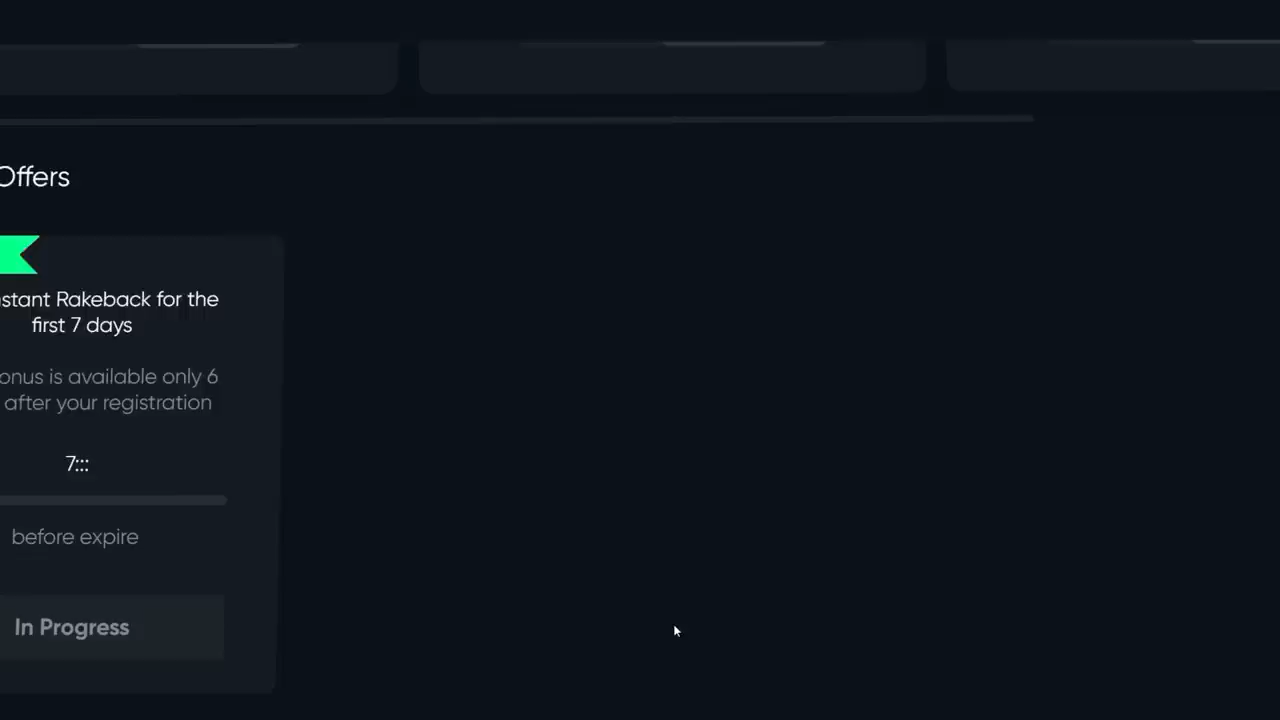 Offers
nstant Rakeback for the
first 7 days
onus is available only 6
after your registration
7:::
before expire
In Progress